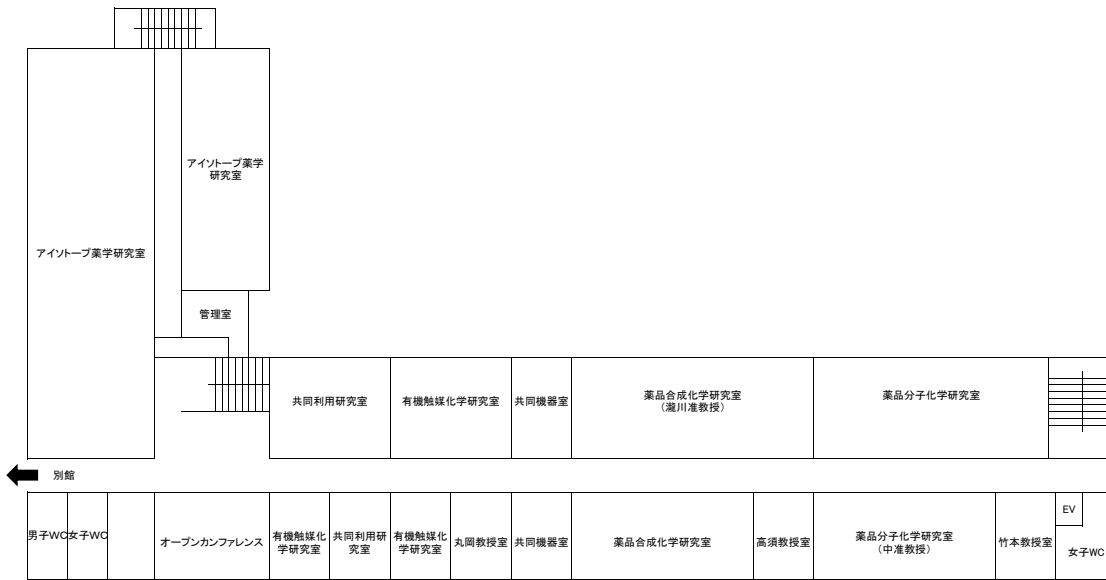 アイソトープ薬学
研究室
アイソトープ薬学研究室
管理室
共同利用研究室
有機触媒化学研究室
共同機器室
薬品合成化学研究室
(瀧川准教授)
薬品分子化学研究室
別館
男子WC
女子WC
オープンカンファレンス
有機触媒化
学研究室
共同利用研
究室
有機触媒化
学研究室
丸岡教授室
共同機器室
薬品合成化学研究室
高須教授室
薬品分子化学研究室
(中准教授)
竹本教授室
EV
女子WC